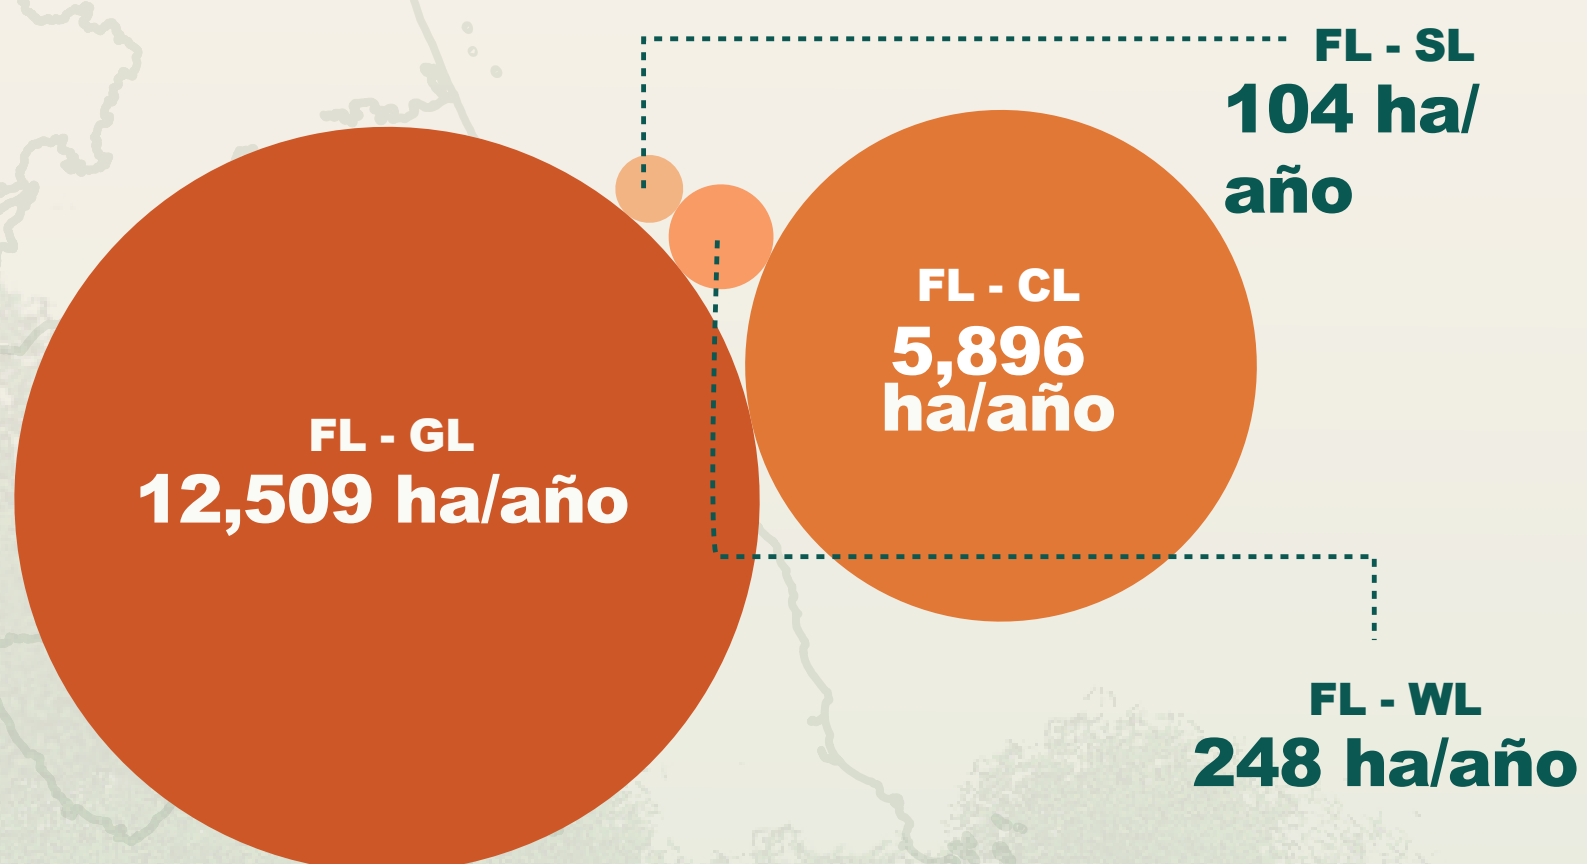 FL - SL
104 ha/
año
FL - CL
5,896
ha/año
FL - GL
12,509 ha/año
FL - WL
248 ha/año